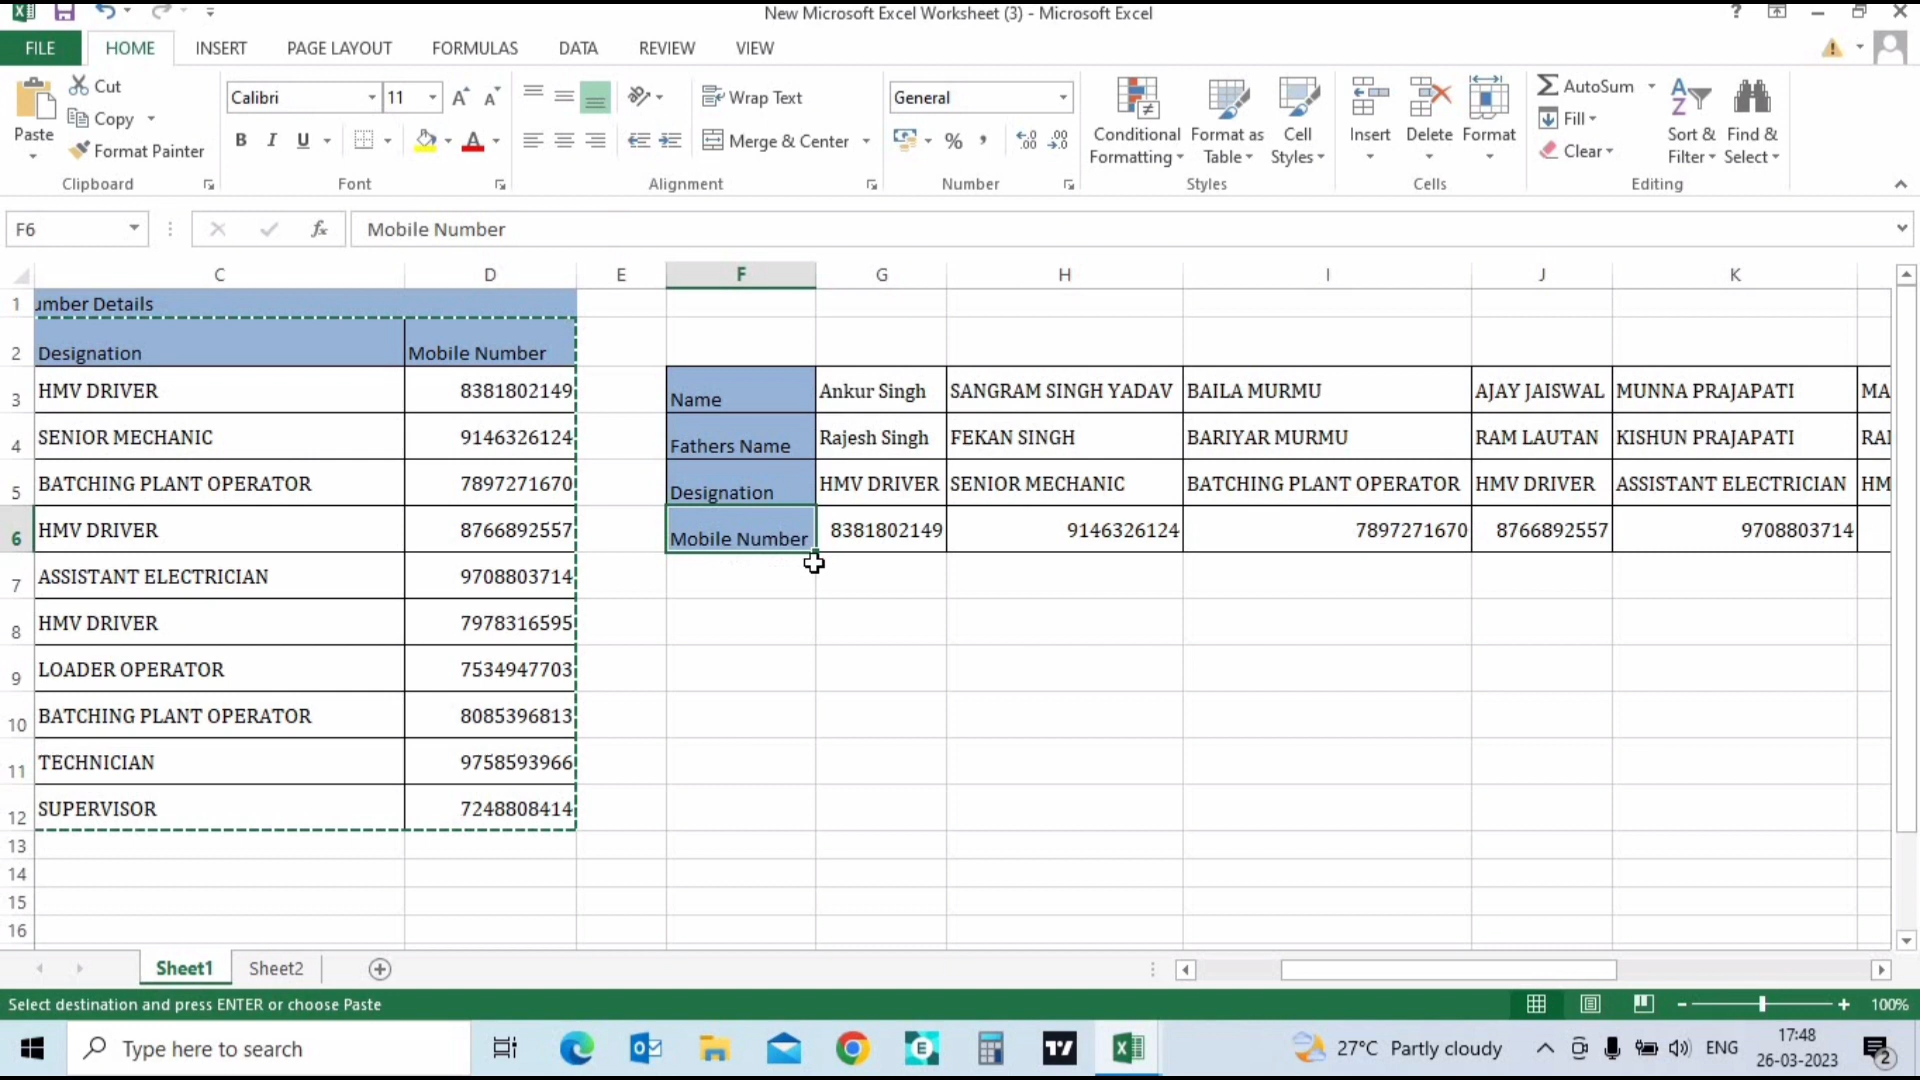 New Microsoft Excel Worksheet (3) - Microsoft Excel
?
FILE HOME INSERT PAGE LAYOUT FORMULAS DATA REVIEW VIEW
Paste
Cut
Copy
Format Painter
Clipboard
Calibri 11
B I U
Font
Wrap Text
Merge & Center
Alignment
General
%
Number
Conditional Formatting
Format as Table
Cell Styles
Styles
Insert
Delete
Format
Cells
AutoSum
Fill
Clear
Sort & Filter
Find & Select
Editing
F6 fx Mobile Number
C D E F G H I J K
1 umber Details
2 Designation Mobile Number
3 HMV DRIVER 8381802149 Name Ankur Singh SANGRAM SINGH YADAV BAILA MURMU AJAY JAISWAL MUNNA PRAJAPATI MA
4 SENIOR MECHANIC 9146326124 Fathers Name Rajesh Singh FEKAN SINGH BARIYAR MURMU RAM LAUTAN KISHUN PRAJAPATI
5 BATCHING PLANT OPERATOR 7897271670 Designation HMV DRIVER SENIOR MECHANIC BATCHING PLANT OPERATOR HMV DRIVER ASSISTANT ELECTRICIAN HM
6 HMV DRIVER 8766892557 Mobile Number 8381802149 9146326124 7897271670 8766892557 9708803714
7 ASSISTANT ELECTRICIAN 9708803714
8 HMV DRIVER 7978316595
9 LOADER OPERATOR 7534947703
10 BATCHING PLANT OPERATOR 8085396813
11 TECHNICIAN 9758593966
12 SUPERVISOR 7248808414
13
14
15
16
Sheet1 Sheet2
Select destination and press ENTER or choose Paste 100%
Type here to search
27°C Partly cloudy
ENG
17:48
26-03-2023
2